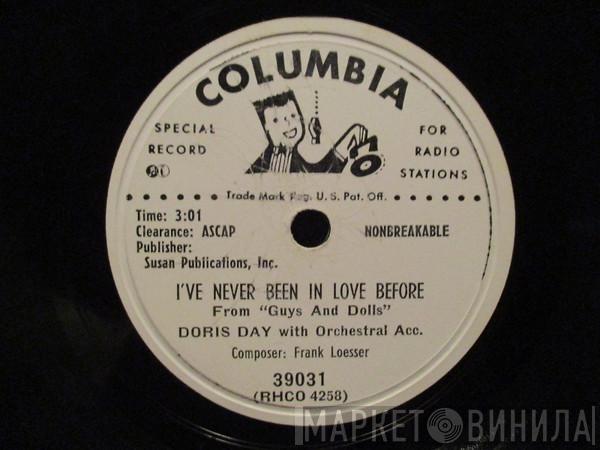 COLUMBIA
SPECIAL
RECORD
FOR
RADIO
STATIONS
Trade Mark Reg. U. S. Pat. Off.
Time: 3:01
Clearance: ASCAP
NONBREAKABLE
Publisher:
Susan Publications, Inc.
I'VE NEVER BEEN IN LOVE BEFORE
From "Guys And Dolls"
DORIS DAY with Orchestral Acc.
Composer: Frank Loesser
39031
(RHCO 4258)
МАРКЕТ ВИНИЛА